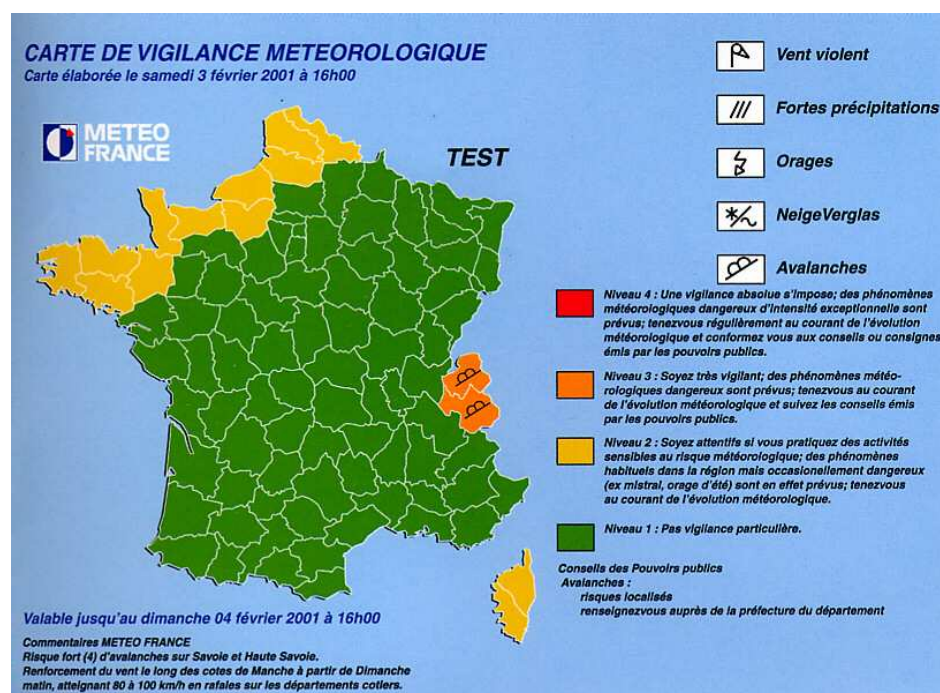 CARTE DE VIGILANCE METEOROLOGIQUE
Carte élaborée le samedi 3 février 2001 à 16h00
METEO
FRANCE
TEST
Vent violent
Fortes précipitations
Orages
NeigeVerglas
Avalanches
Niveau 4 : Une vigilance absolue s'impose; des phénomènes
météorologiques dangereux d'intensité exceptionnelle sont
prévus; tenezvous régulièrement au courant de l'évolution
météorologique et conformez vous aux conseils ou consignes
émis par les pouvoirs publics.
Niveau 3 : Soyez très vigilant; des phénomènes météo-
rologiques dangereux sont prévus; tenezvous au courant
de l'évolution météorologique et suivez les conseils émis
par les pouvoirs publics.
Niveau 2 : Soyez attentifs si vous pratiquez des activités
sensibles au risque météorologique; des phénomènes
habituels dans la région mais occasionellement dangereux
(ex mistral, orage d'été) sont en effet prévus; tenezvous
au courant de l'évolution météorologique.
Niveau 1 : Pas vigilance particulière.
Conseils des Pouvoirs publics
Avalanches :
risques localisés
renseignezvous auprès de la préfecture du département
Valable jusqu'au dimanche 04 février 2001 à 16h00
Commentaires METEO FRANCE
Risque fort (4) d'avalanches sur Savoie et Haute Savoie.
Renforcement du vent le long des cotes de Manche à partir de Dimanche
matin, atteignant 80 à 100 km/h en rafales sur les départements cotiers.